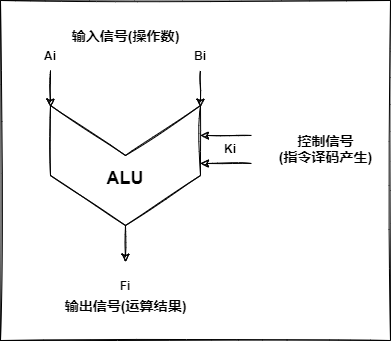 输入信号(操作数)
Ai
Bi
控制信号
(指令译码产生)
Ki
ALU
Fi
输出信号(运算结果)